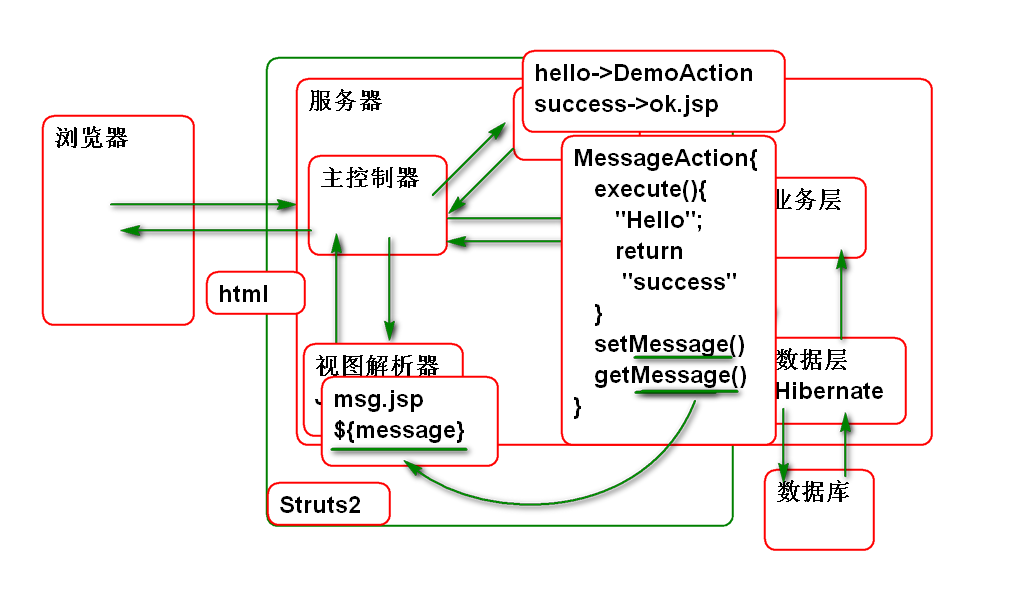 hello->DemoAction
success->ok.jsp
服务器
浏览器
主控制器
MessageAction{
execute(){
"Hello";
return
"success"
}
setMessage()
getMessage()
}
业务层
html
视图解析器
msg.jsp
${message}
数据层
Hibernate
Struts2
数据库